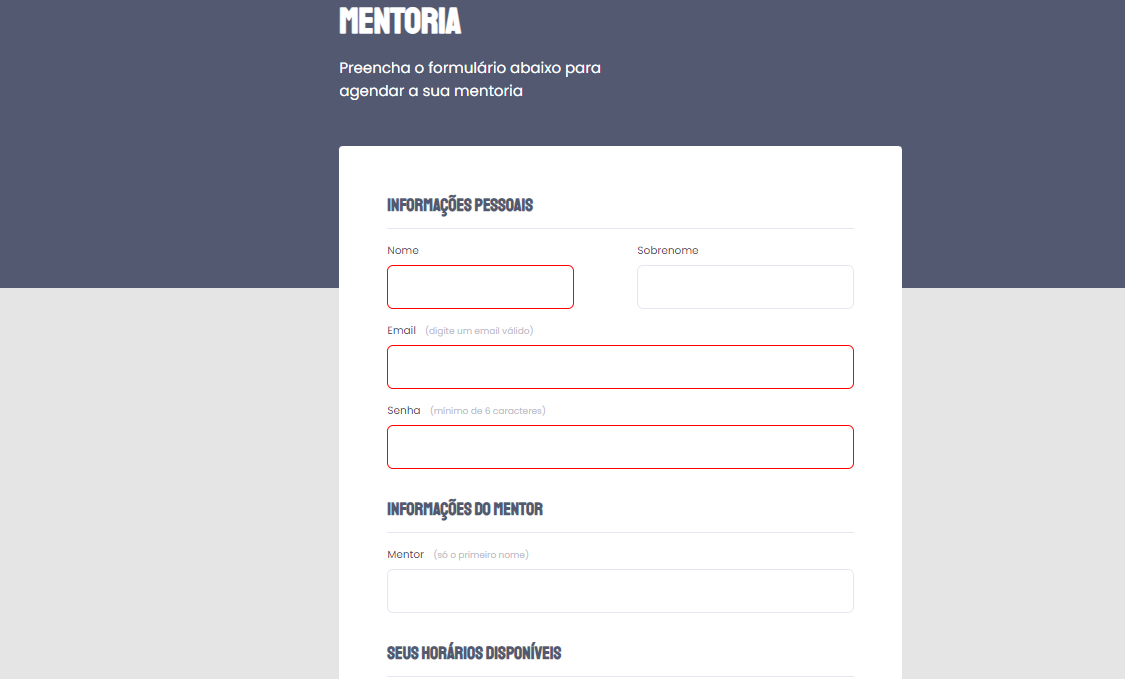 MENTORIA
Preencha o formulário abaixo para
agendar a sua mentoria
INFORMAÇÕES PESSOAIS
Nome
Sobrenome
Email (digite um email válido)
Senha (mínimo de 6 caracteres)
INFORMAÇÕES DO MENTOR
Mentor (só o primeiro nome)
SEUS HORÁRIOS DISPONÍVEIS